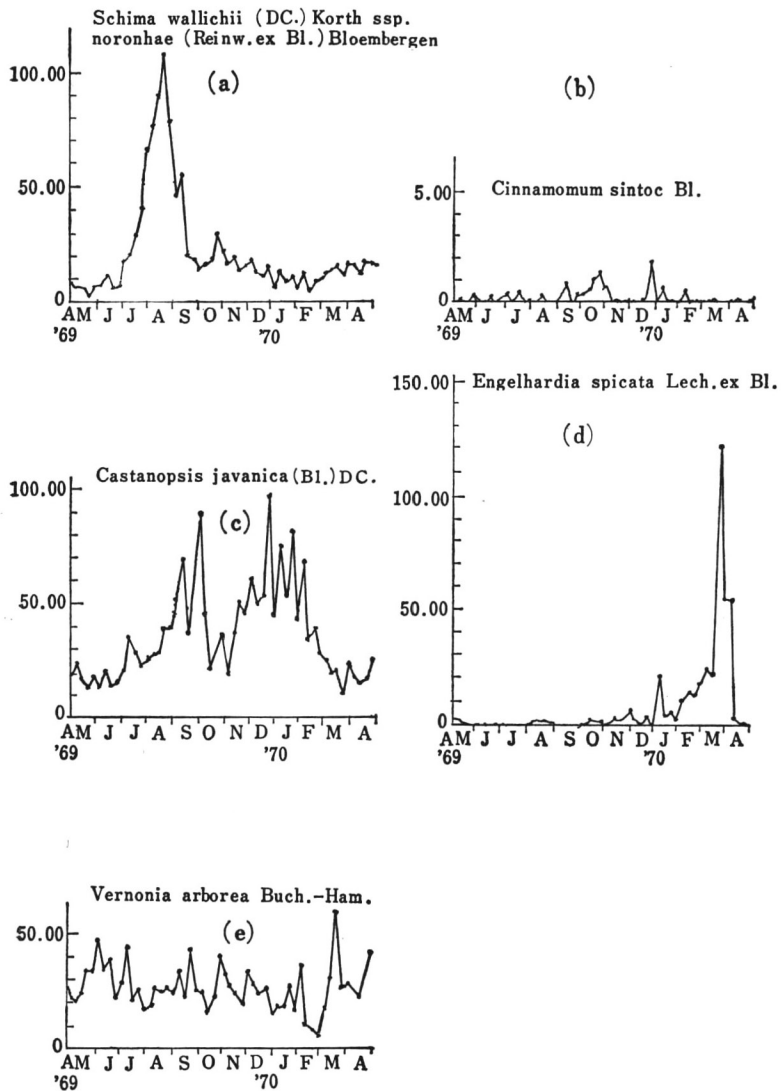 Schima wallichii (DC.) Korth ssp.
noronhae (Reinw. ex Bl.) Bloembergen
(a)
100.00
50.00
0
AM J J A S O N D J F M A
'69 '70
(b)
Cinnamomum sintoc Bl.
5.00
0
AM J J A S O N D J F M A
'69 '70
Castanopsis javanica (Bl.) DC.
(c)
100.00
50.00
0
AM J J A S O N D J F M A
'69 '70
Engelhardia spicata Lech. ex Bl.
(d)
150.00
100.00
50.00
0
AM J J A S O N D J F M A
'69 '70
Vernonia arborea Buch.-Ham.
(e)
50.00
0
AM J J A S O N D J F M A
'69 '70